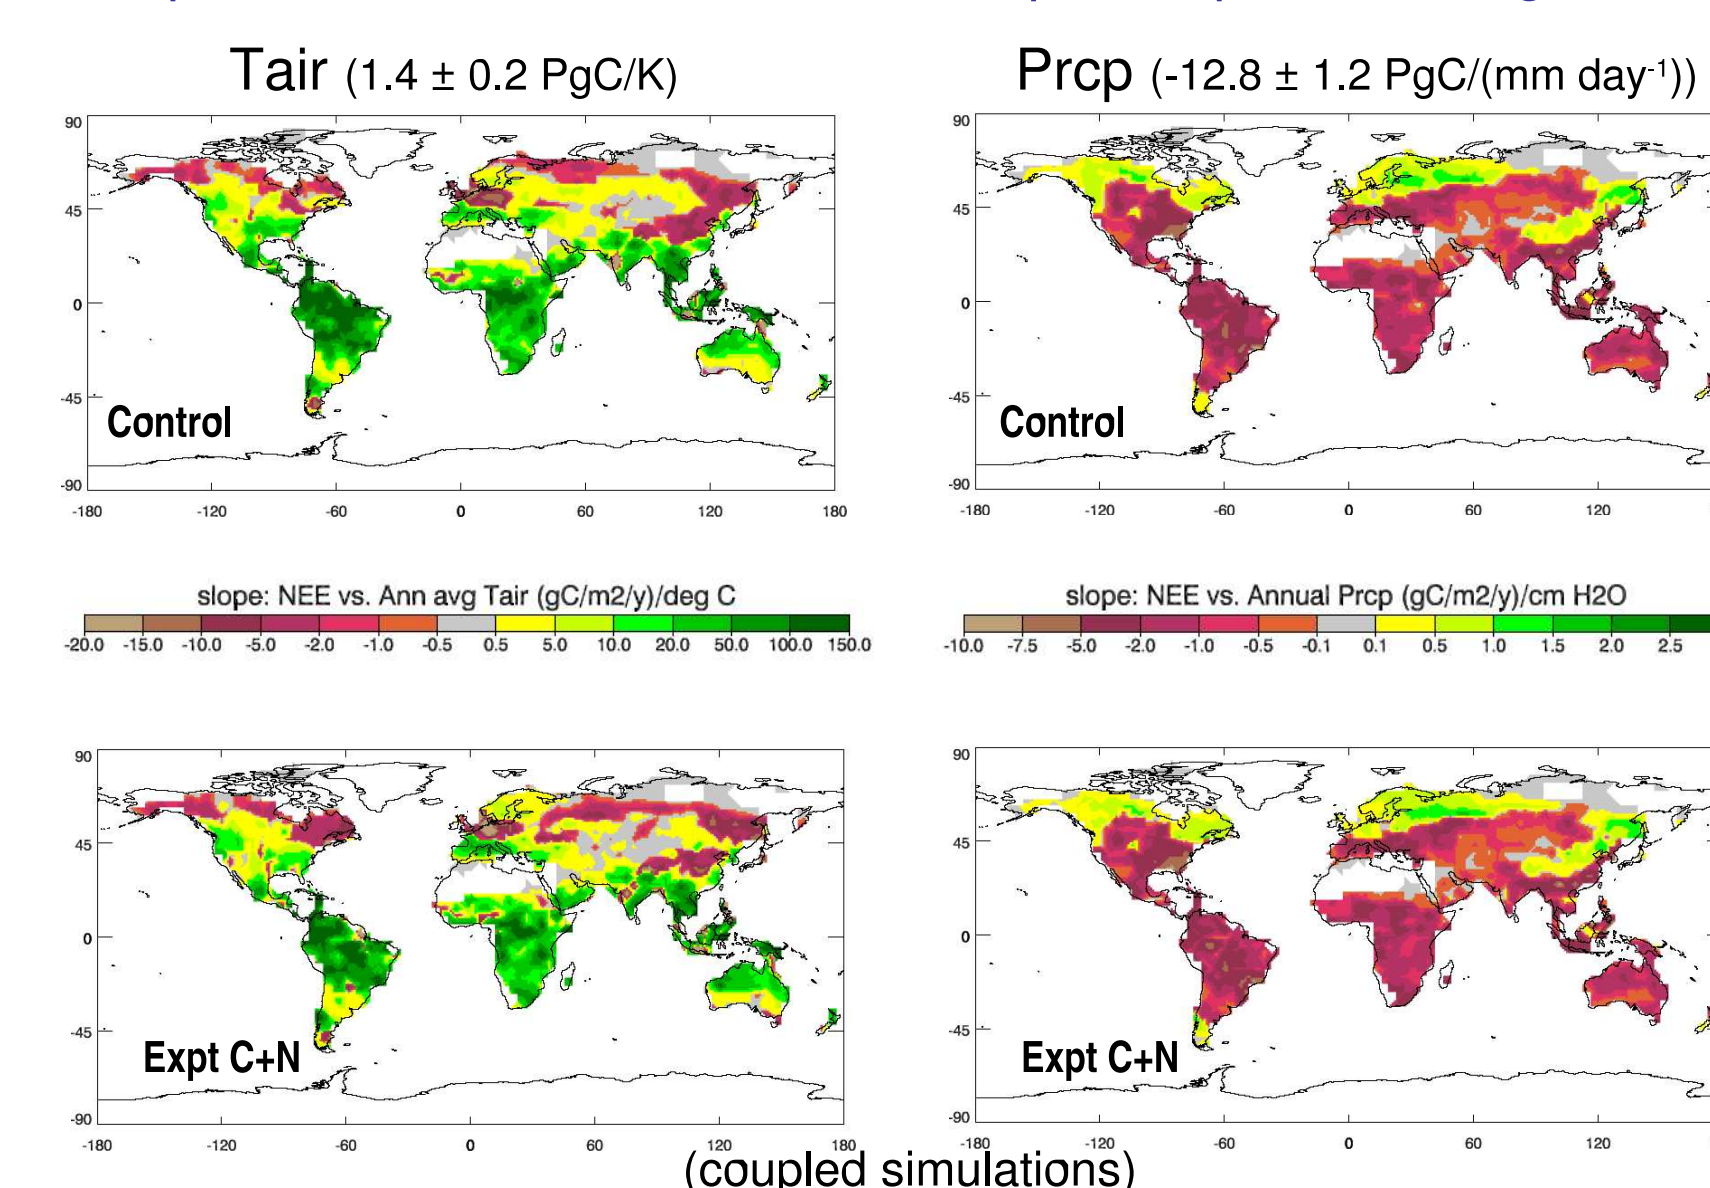 Tair (1.4 ± 0.2 PgC/K)
Prcp (-12.8 ± 1.2 PgC/(mm day-1))
90
45
0
-45
-90
-180 -120 -60 0 60 120 180
Control
90
45
0
-45
-90
-180 -120 -60 0 60 120
Control
slope: NEE vs. Ann avg Tair (gC/m2/y)/deg C
-20.0 -15.0 -10.0 -5.0 -2.0 -1.0 -0.5 0.5 5.0 10.0 20.0 50.0 100.0 150.0
slope: NEE vs. Annual Prcp (gC/m2/y)/cm H2O
-10.0 -7.5 -5.0 -2.0 -1.0 -0.5 -0.1 0.1 0.5 1.0 1.5 2.0 2.5
90
45
0
-45
-90
-180 -120 -60 0 60 120 180
Expt C+N
90
45
0
-45
-90
-180 -120 -60 0 60 120
Expt C+N
(coupled simulations)